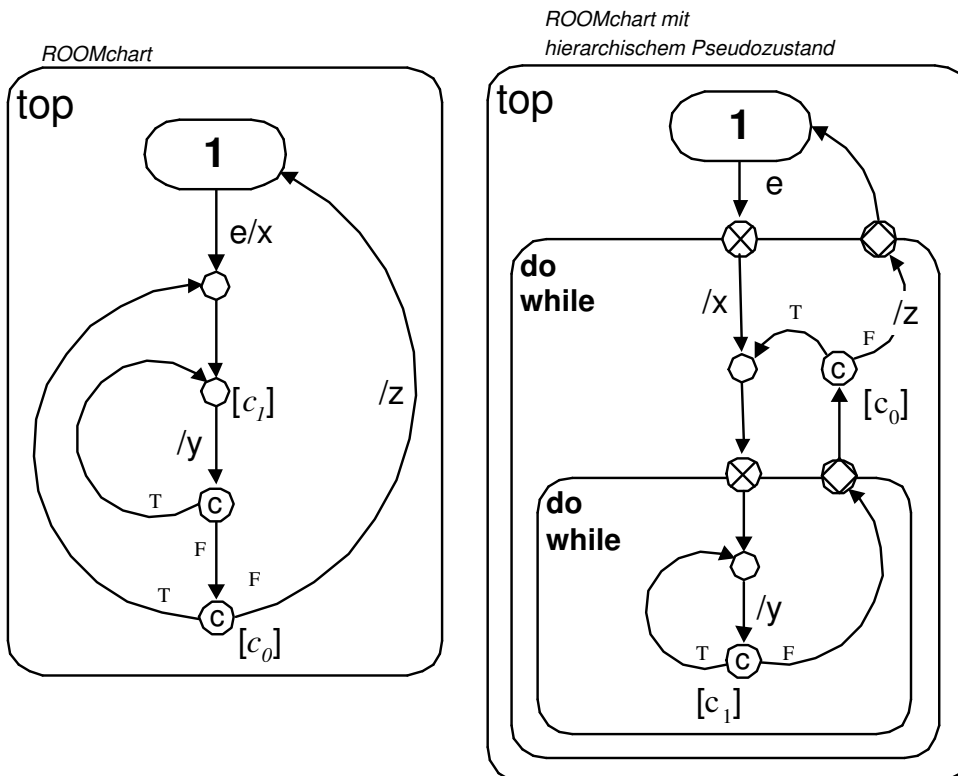 ROOMchart
top
1
e/x
[c₁]
/y
/z
T
C
F
T
F
C
[c₀]
ROOMchart mit
hierarchischem Pseudozustand
top
1
e
do
while
/x
T
F
/z
C
[c₀]
do
while
/y
T
C
F
[c₁]